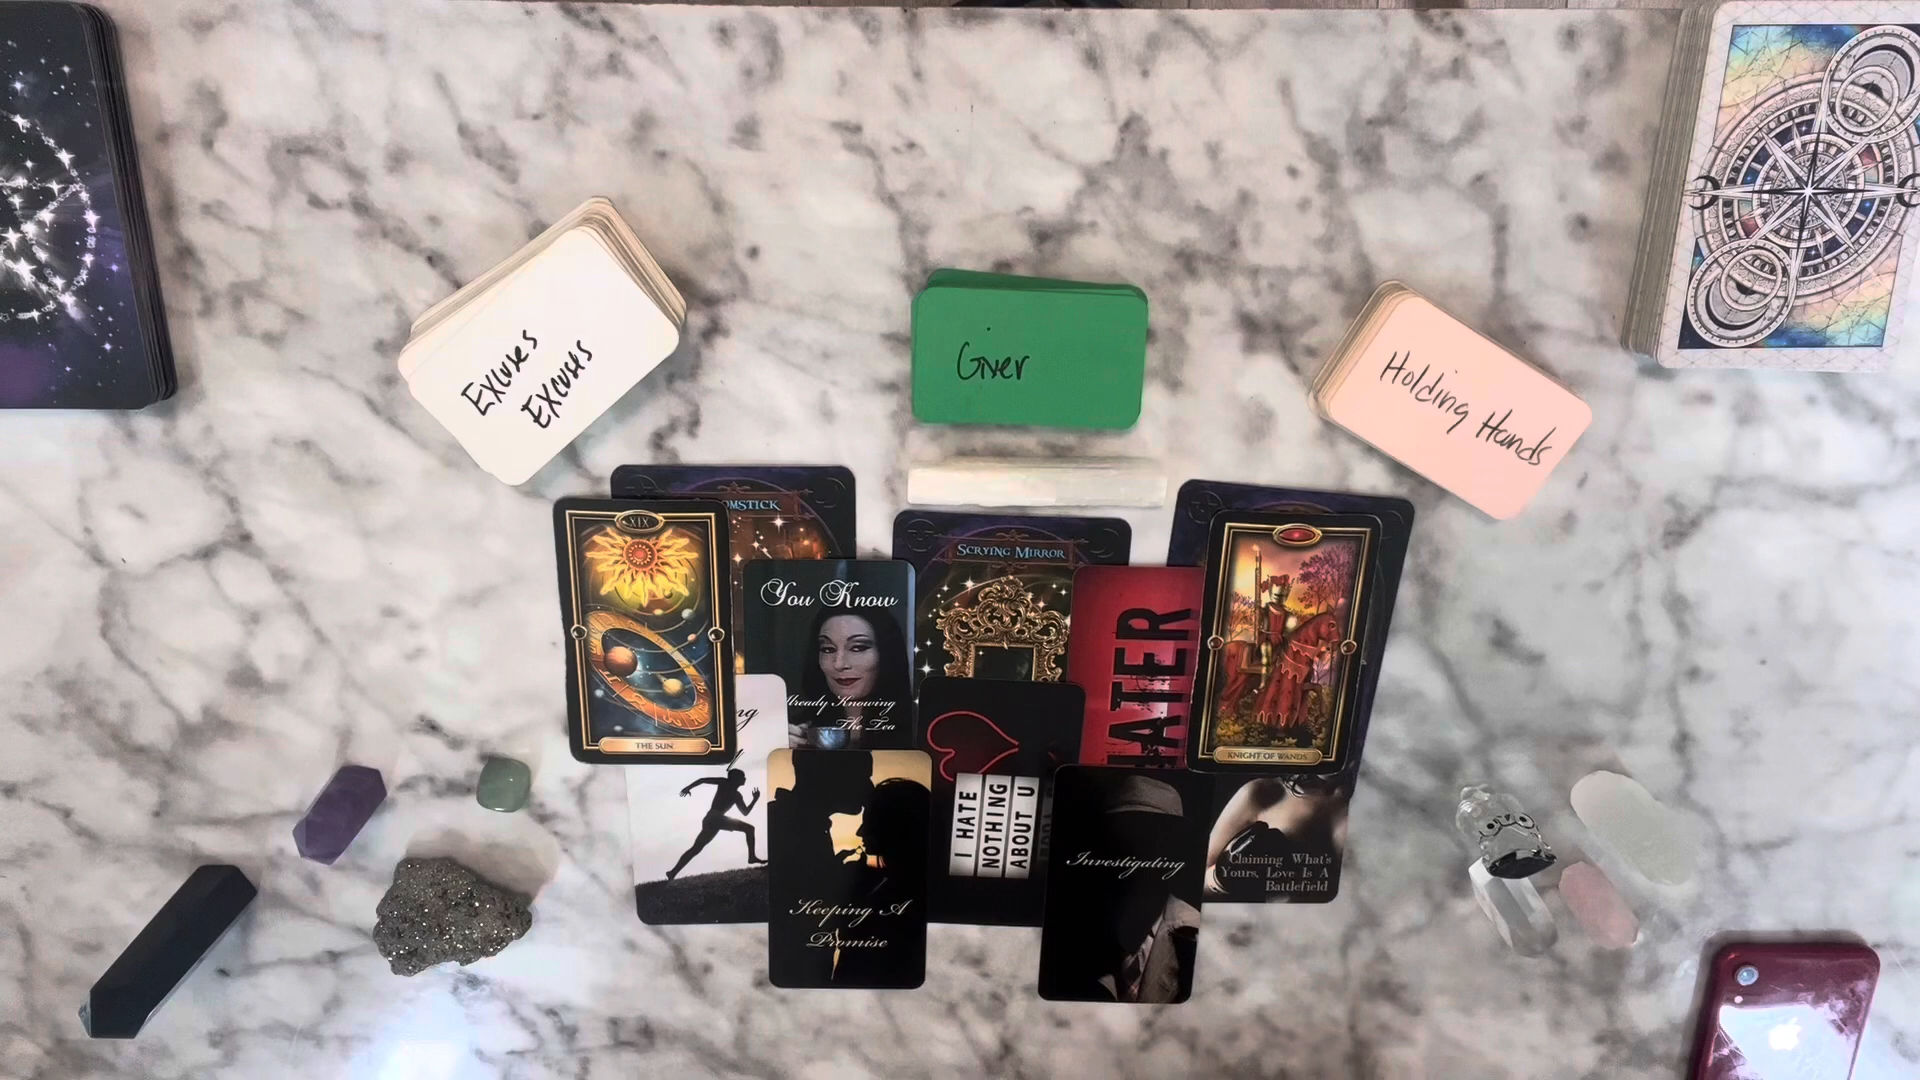 Excuses
Excuses
Giver
Holding Hands
XIX
THE SUN
You Know
Already Knowing
The Tea
SCRYING MIRROR
HATER
KNIGHT OF WANDS
I HATE
NOTHING
ABOUT U
Keeping A
Promise
Investigating
Claiming What's
Yours, Love Is A
Battlefield